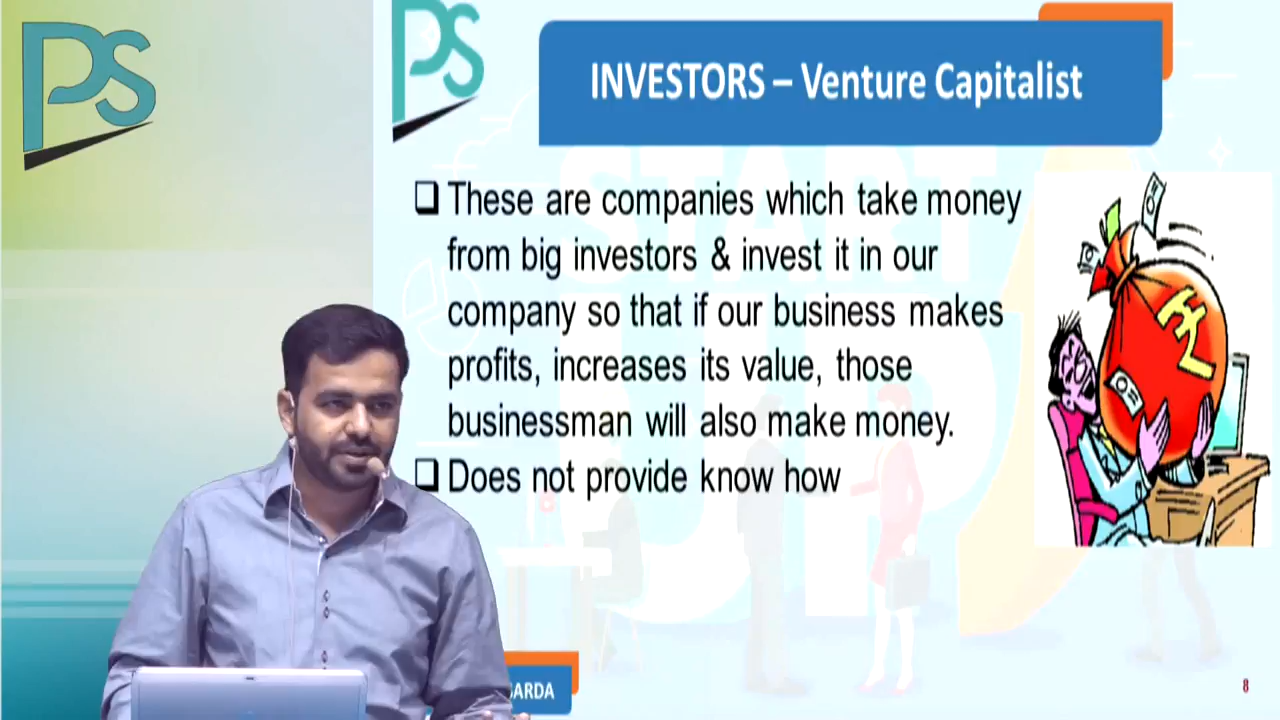 PS
PS
INVESTORS – Venture Capitalist
These are companies which take money
from big investors & invest it in our
company so that if our business makes
profits, increases its value, those
businessman will also make money.
Does not provide know how
START
UP
₹
8